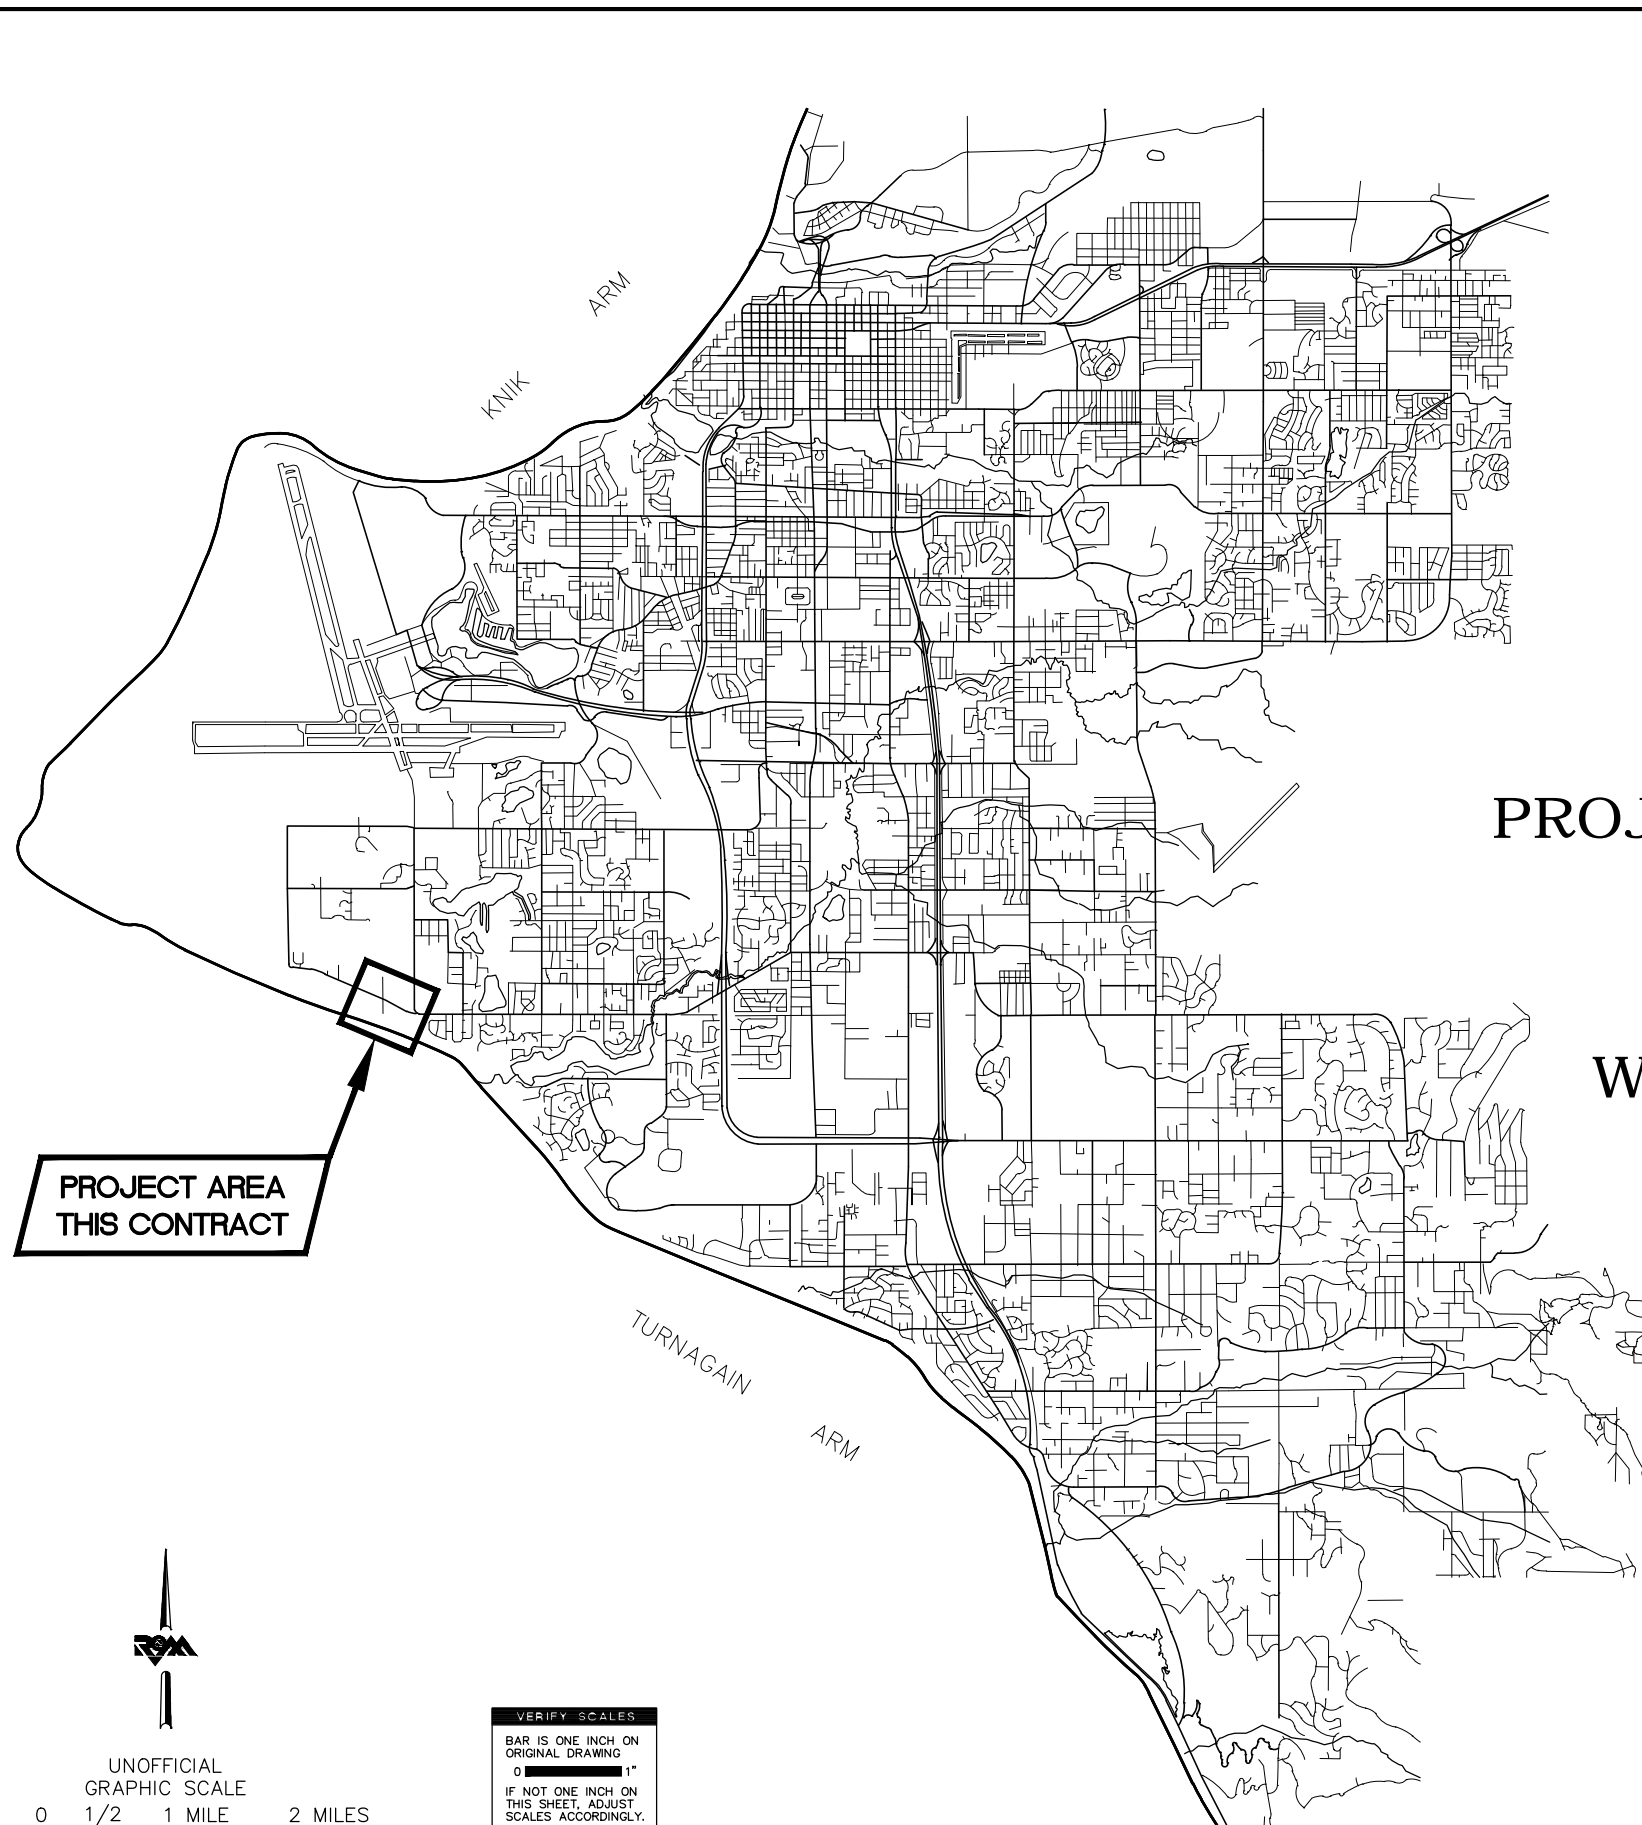 ARM
KNIK
PROJ
W
PROJECT AREA
THIS CONTRACT
TURNAGAIN
ARM
R&M
VERIFY SCALES
BAR IS ONE INCH ON
ORIGINAL DRAWING
0 1"
IF NOT ONE INCH ON
THIS SHEET, ADJUST
SCALES ACCORDINGLY.
UNOFFICIAL
GRAPHIC SCALE
0 1/2 1 MILE 2 MILES